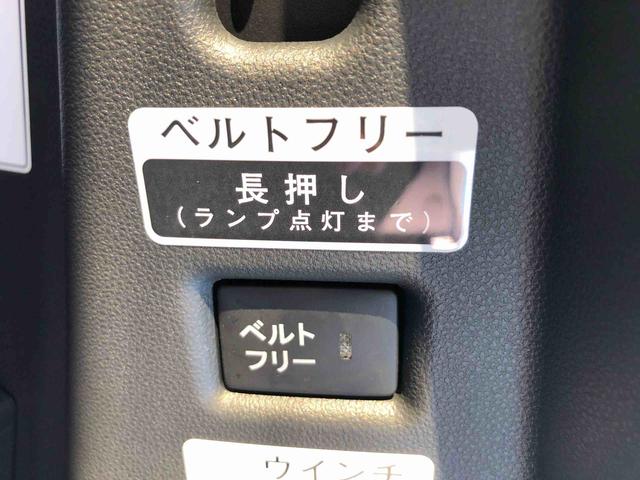 ベルトフリー
長押し
(ランプ点灯まで)
ベルト
フリー
ウインチ